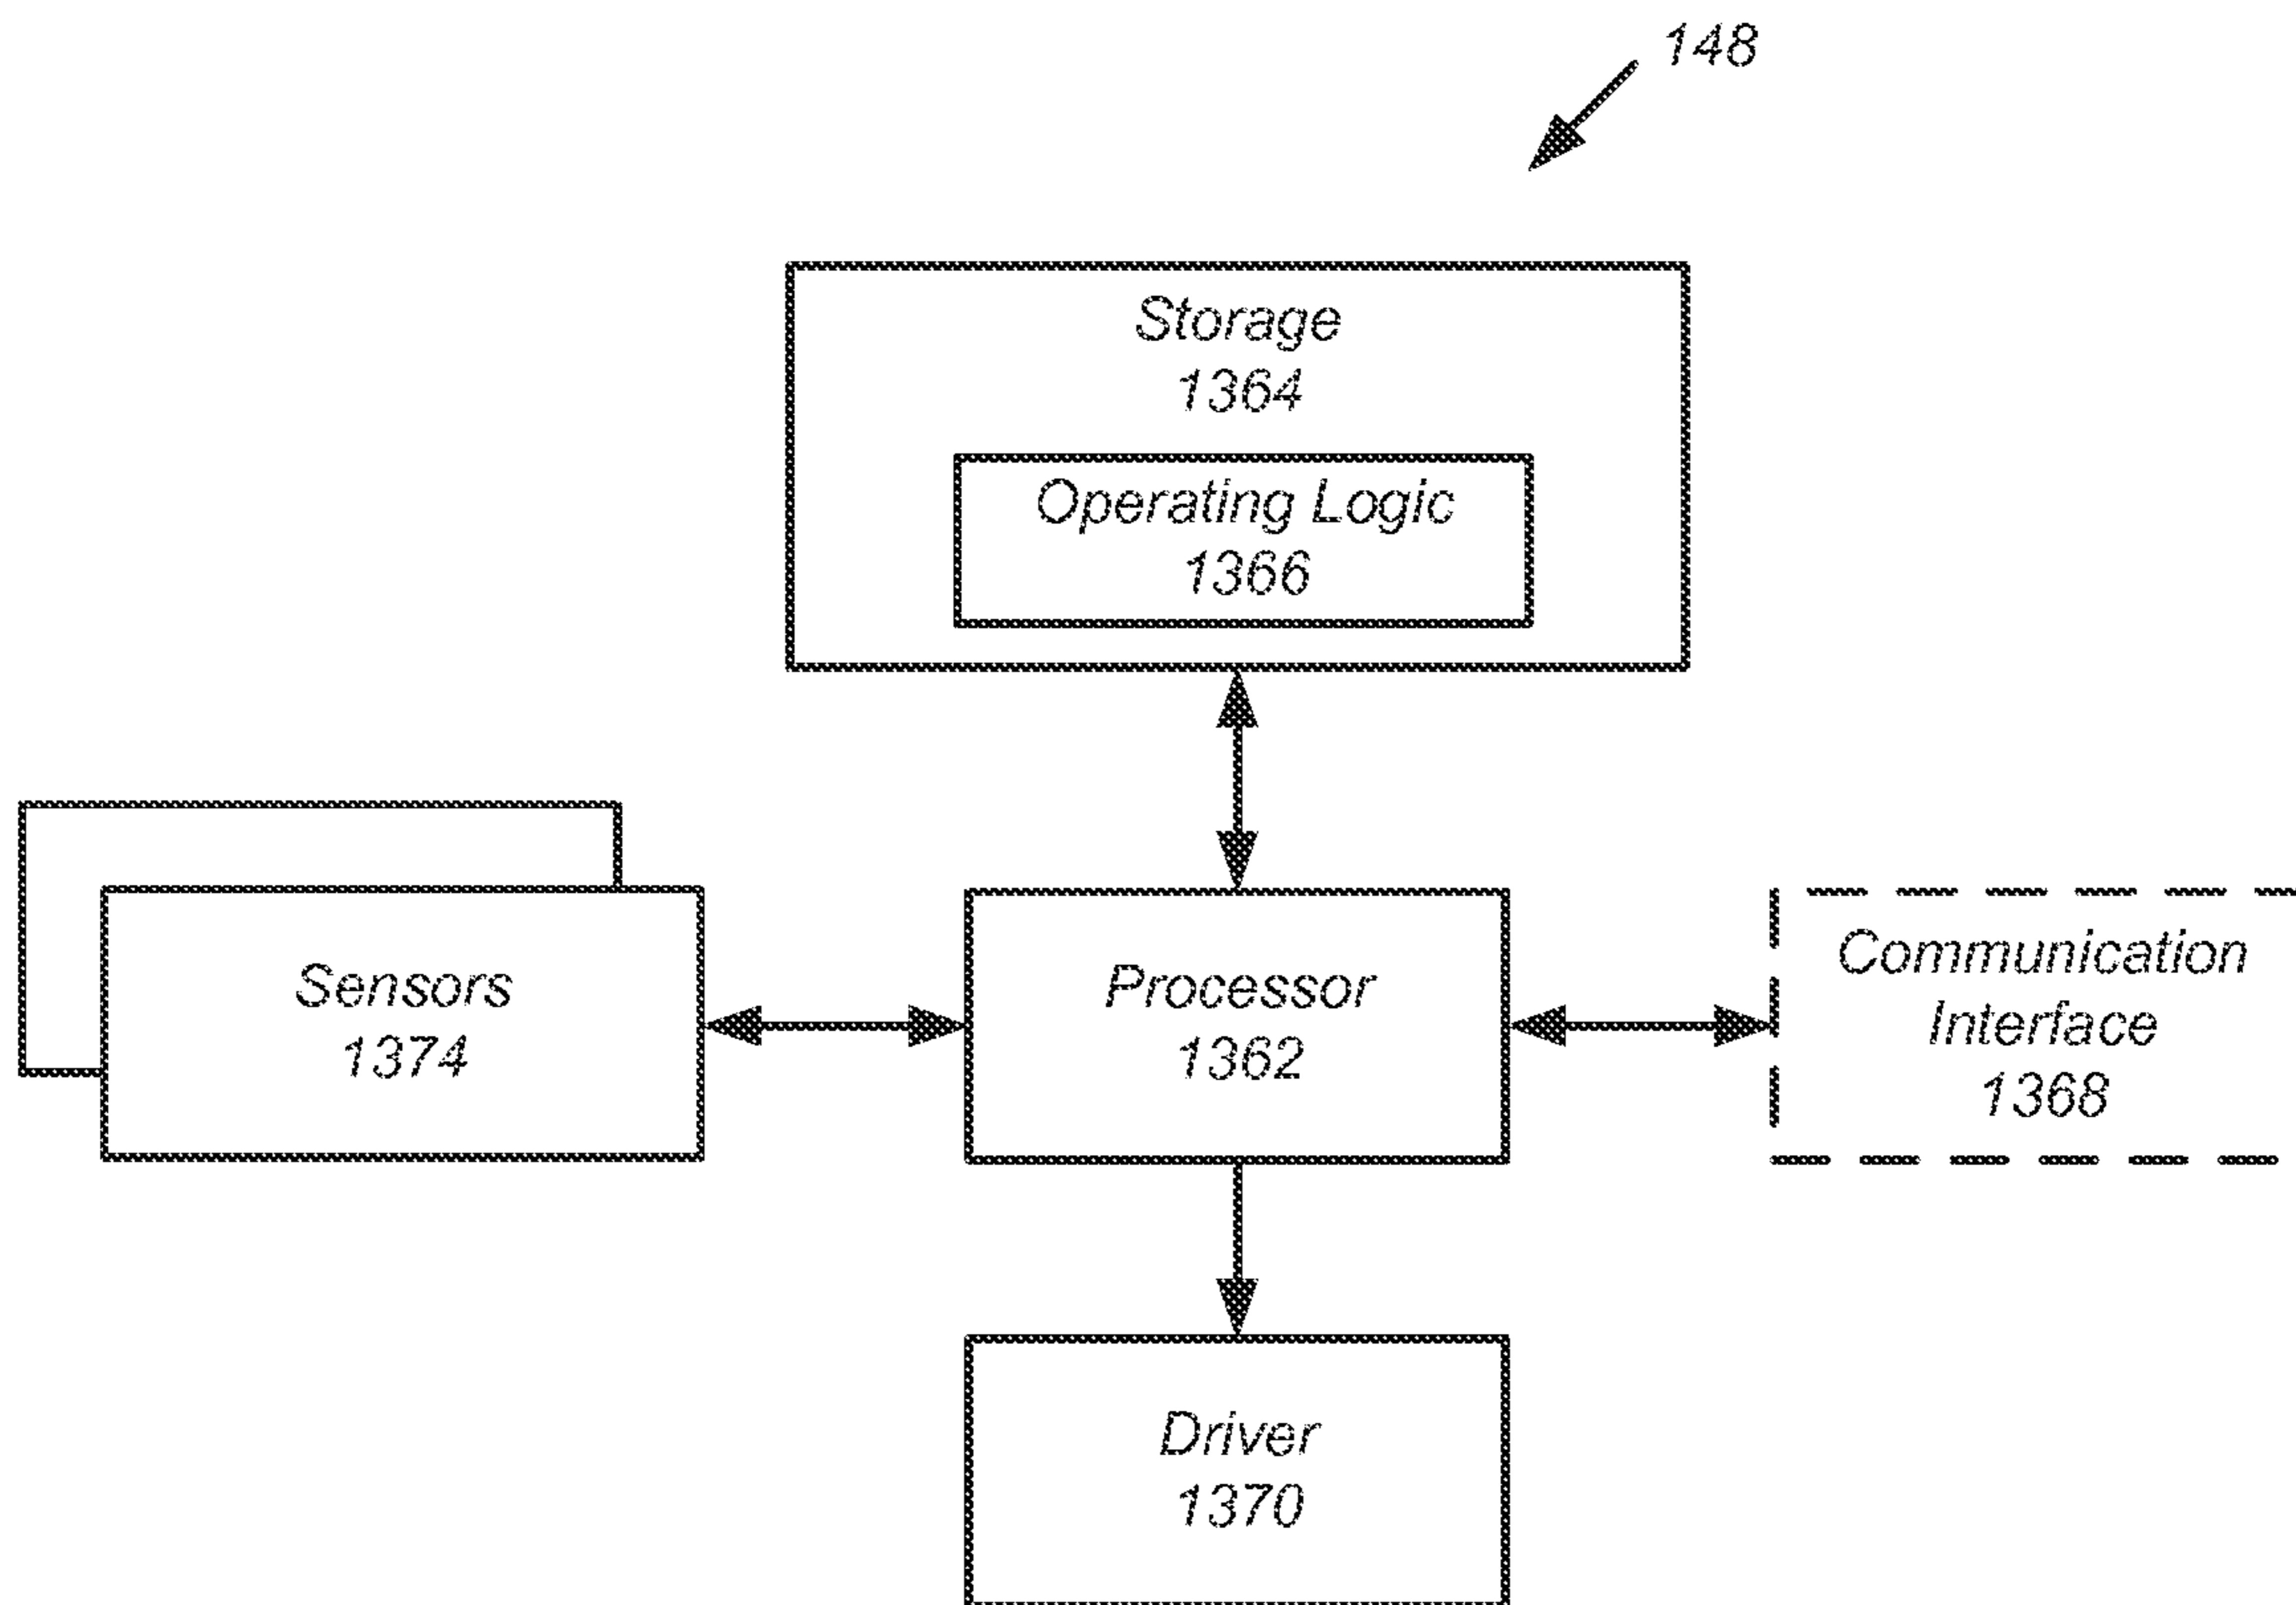 148
Storage
1364
Operating Logic
1366
Sensors
1374
Processor
1362
Communication
Interface
1368
Driver
1370